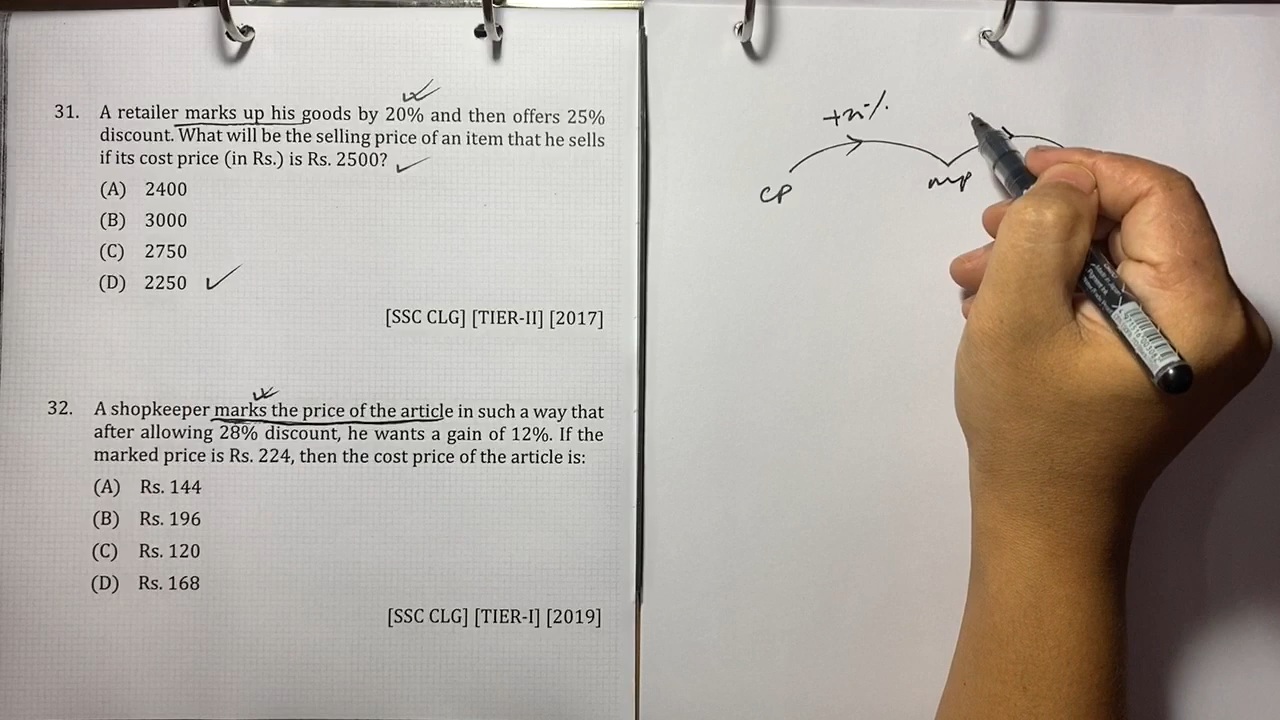 31. A retailer marks up his goods by 20% and then offers 25%
discount. What will be the selling price of an item that he sells
if its cost price (in Rs.) is Rs. 2500?
(A) 2400
(B) 3000
(C) 2750
(D) 2250
[SSC CLG] [TIER-II] [2017]
32. A shopkeeper marks the price of the article in such a way that
after allowing 28% discount, he wants a gain of 12%. If the
marked price is Rs. 224, then the cost price of the article is:
(A) Rs. 144
(B) Rs. 196
(C) Rs. 120
(D) Rs. 168
[SSC CLG] [TIER-I] [2019]
CP
MP